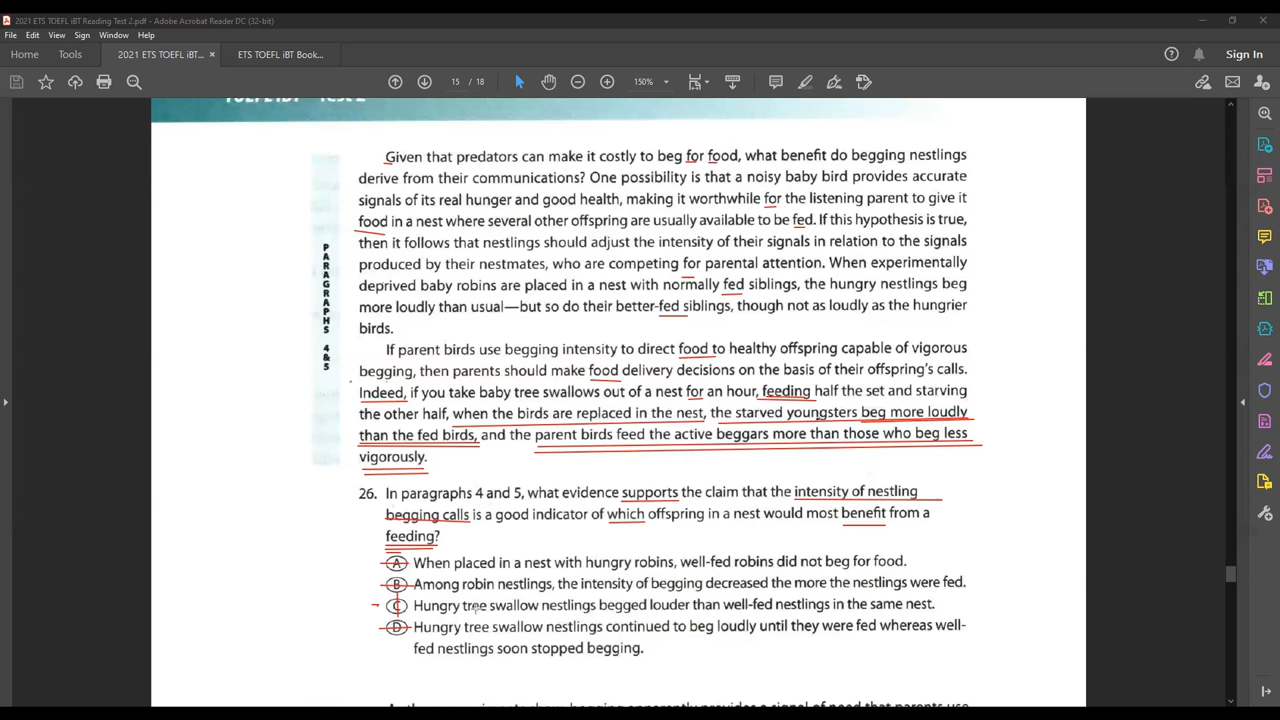 2021 ETS TOEFL iBT Reading Test 2.pdf - Adobe Acrobat Reader DC (32-bit)
File Edit View Sign Window Help
Home Tools 2021 ETS TOEFL iBT... × ETS TOEFL iBT Book... Sign In
15 / 18 150%
TOEFL iBT Test 2
PARAGRAPHS 4&5
Given that predators can make it costly to beg for food, what benefit do begging nestlings
derive from their communications? One possibility is that a noisy baby bird provides accurate
signals of its real hunger and good health, making it worthwhile for the listening parent to give it
food in a nest where several other offspring are usually available to be fed. If this hypothesis is true,
then it follows that nestlings should adjust the intensity of their signals in relation to the signals
produced by their nestmates, who are competing for parental attention. When experimentally
deprived baby robins are placed in a nest with normally fed siblings, the hungry nestlings beg
more loudly than usual—but so do their better-fed siblings, though not as loudly as the hungrier
birds.
If parent birds use begging intensity to direct food to healthy offspring capable of vigorous
begging, then parents should make food delivery decisions on the basis of their offspring's calls.
Indeed, if you take baby tree swallows out of a nest for an hour, feeding half the set and starving
the other half, when the birds are replaced in the nest, the starved youngsters beg more loudly
than the fed birds, and the parent birds feed the active beggars more than those who beg less
vigorously.
26. In paragraphs 4 and 5, what evidence supports the claim that the intensity of nestling
begging calls is a good indicator of which offspring in a nest would most benefit from a
feeding?
A When placed in a nest with hungry robins, well-fed robins did not beg for food.
B Among robin nestlings, the intensity of begging decreased the more the nestlings were fed.
C Hungry tree swallow nestlings begged louder than well-fed nestlings in the same nest.
D Hungry tree swallow nestlings continued to beg loudly until they were fed whereas well-
fed nestlings soon stopped begging.